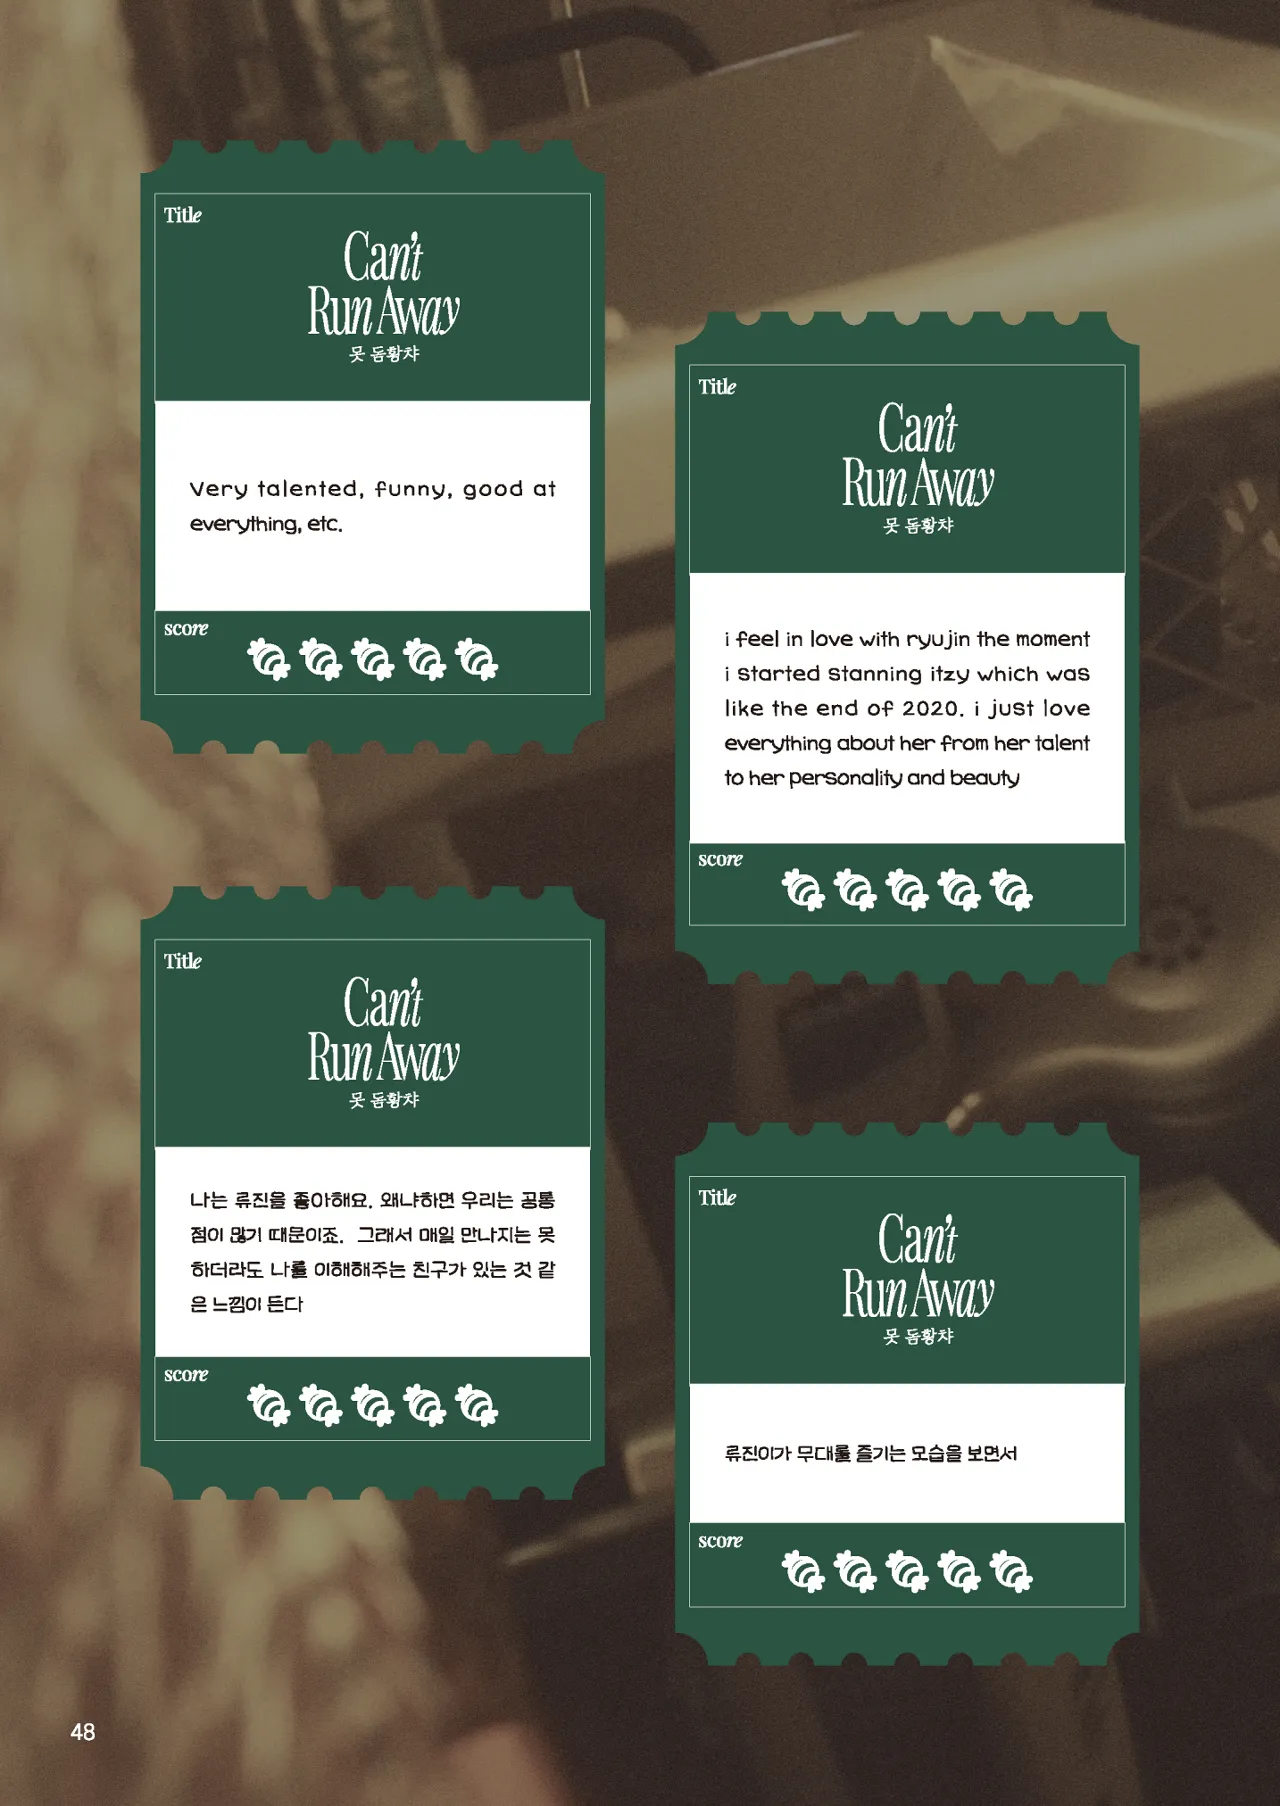 Title
Can't
Run Away
못 돔황챠
Very talented, funny, good at
everything, etc.
score
Title
Can't
Run Away
못 돔황챠
i feel in love with ryujin the moment
i started stanning itzy which was
like the end of 2020. i just love
everything about her from her talent
to her personality and beauty
score
Title
Can't
Run Away
못 돔황챠
나는 류진을 좋아해요. 왜냐하면 우리는 공통
점이 많기 때문이죠. 그래서 매일 만나지는 못
하더라도 나를 이해해주는 친구가 있는 것 같
은 느낌이 든다
score
Title
Can't
Run Away
못 돔황챠
류진이가 무대를 즐기는 모습을 보면서
score
48